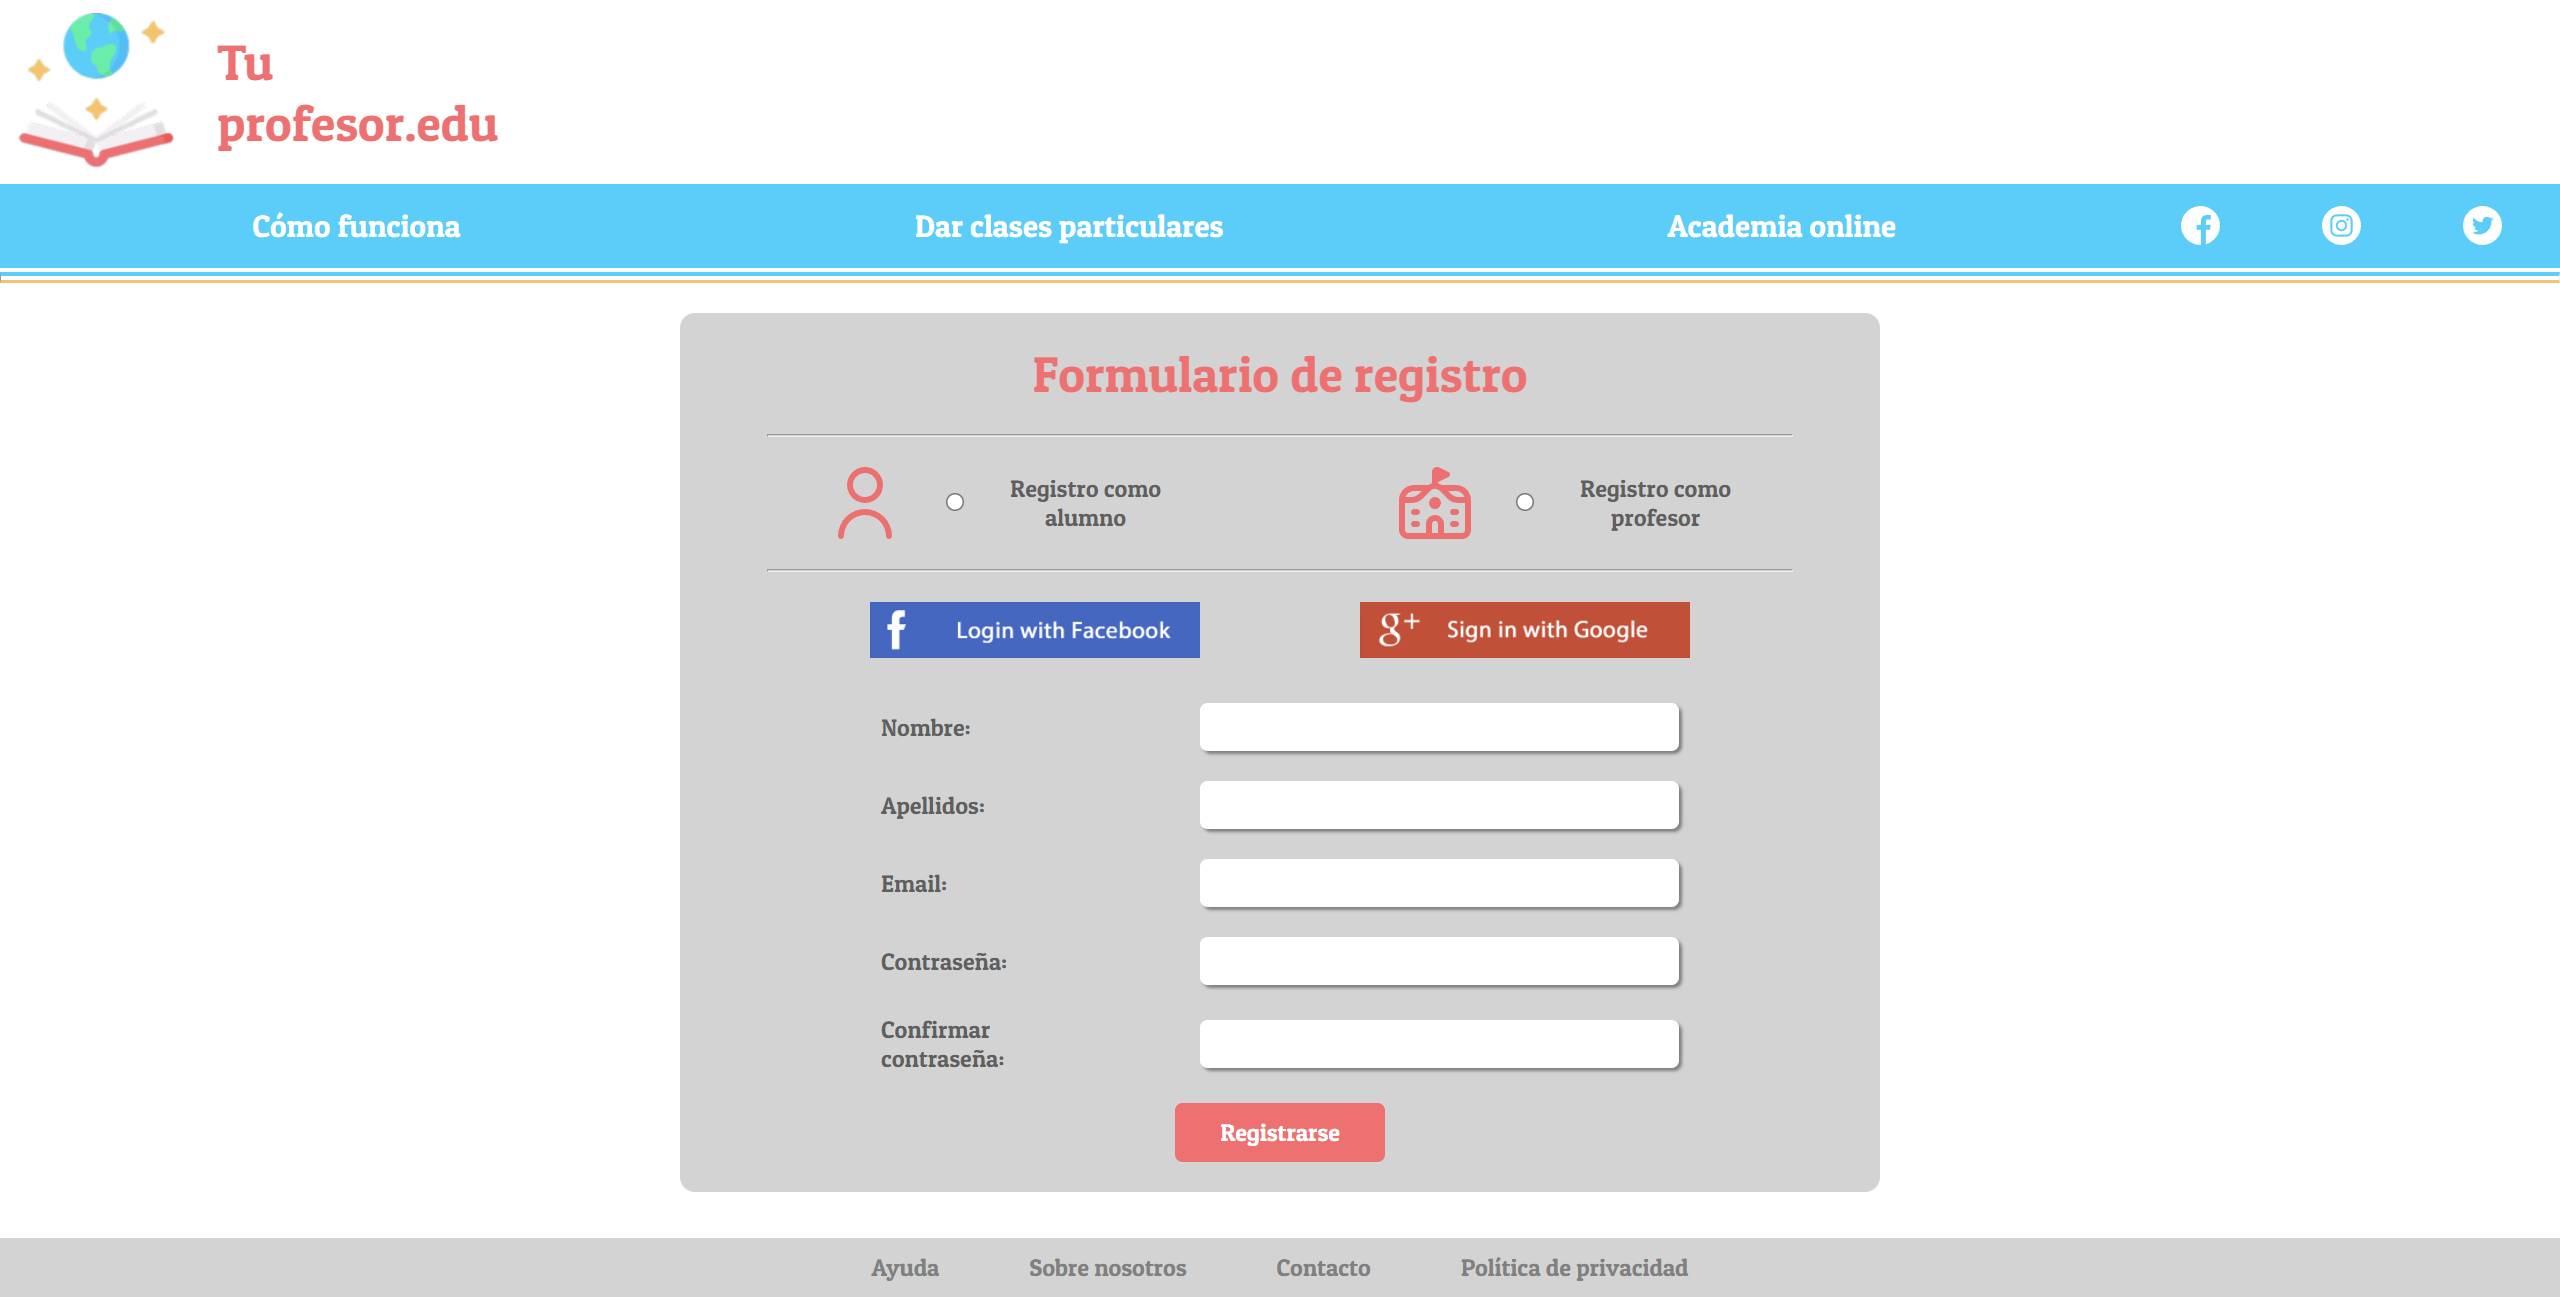 Tu
profesor.edu
Cómo funciona
Dar clases particulares
Academia online
Formulario de registro
Registro como
alumno
Registro como
profesor
Login with Facebook
g+ Sign in with Google
Nombre:
Apellidos:
Email:
Contraseña:
Confirmar
contraseña:
Registrarse
Ayuda
Sobre nosotros
Contacto
Política de privacidad